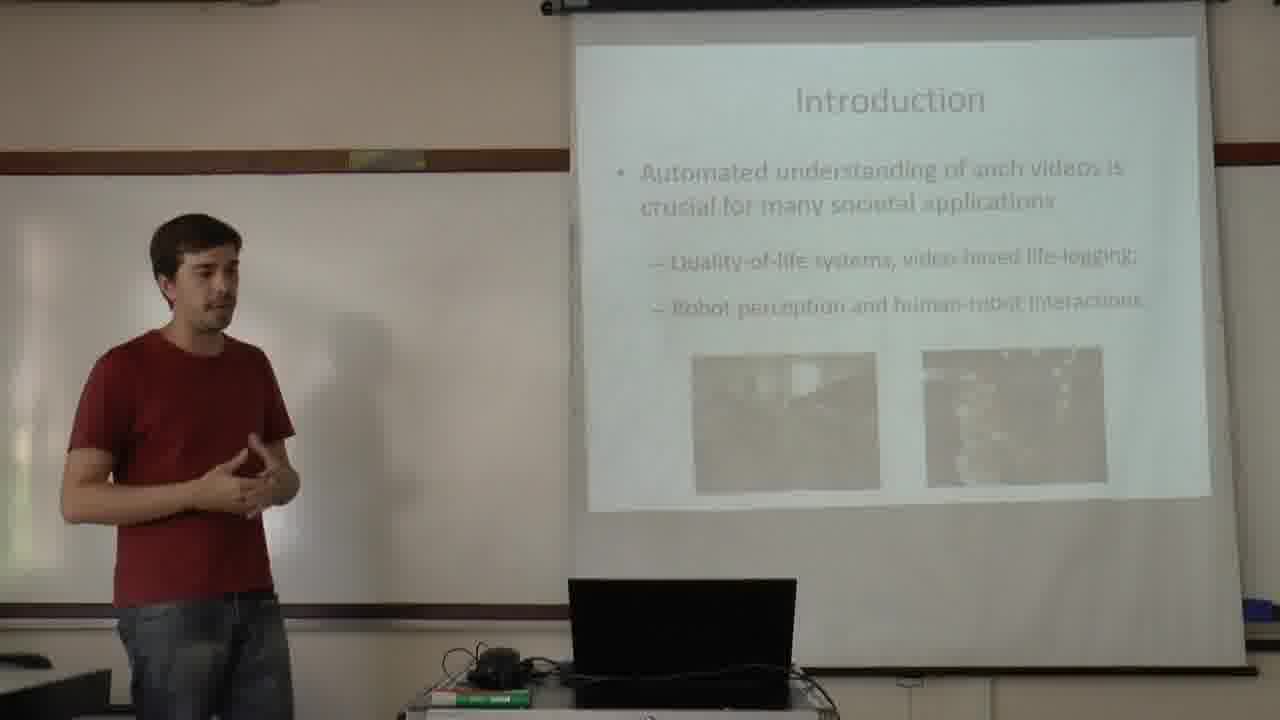 Introduction
• Automated understanding of such videos is
crucial for many societal applications
– Quality-of-life systems, video-based life-logging;
– Robot perception and human-robot interactions.